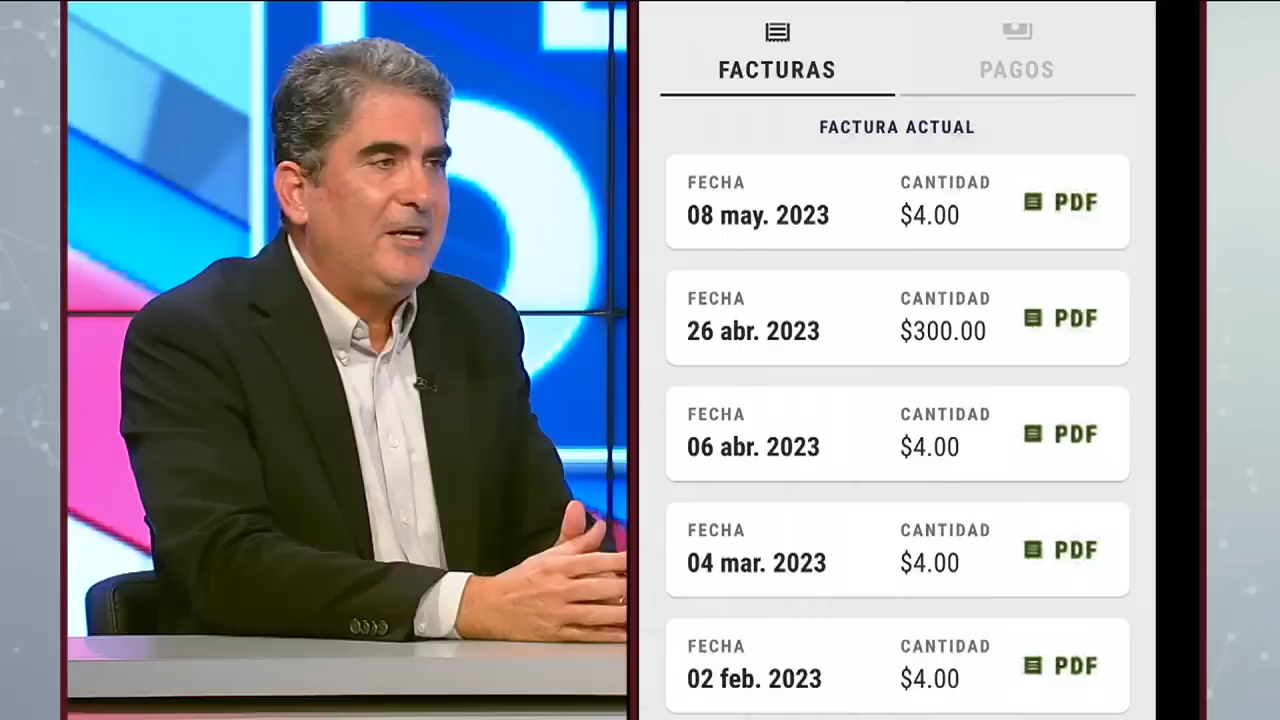 FACTURAS
PAGOS
FACTURA ACTUAL
FECHA CANTIDAD
08 may. 2023 $4.00 PDF
FECHA CANTIDAD
26 abr. 2023 $300.00 PDF
FECHA CANTIDAD
06 abr. 2023 $4.00 PDF
FECHA CANTIDAD
04 mar. 2023 $4.00 PDF
FECHA CANTIDAD
02 feb. 2023 $4.00 PDF